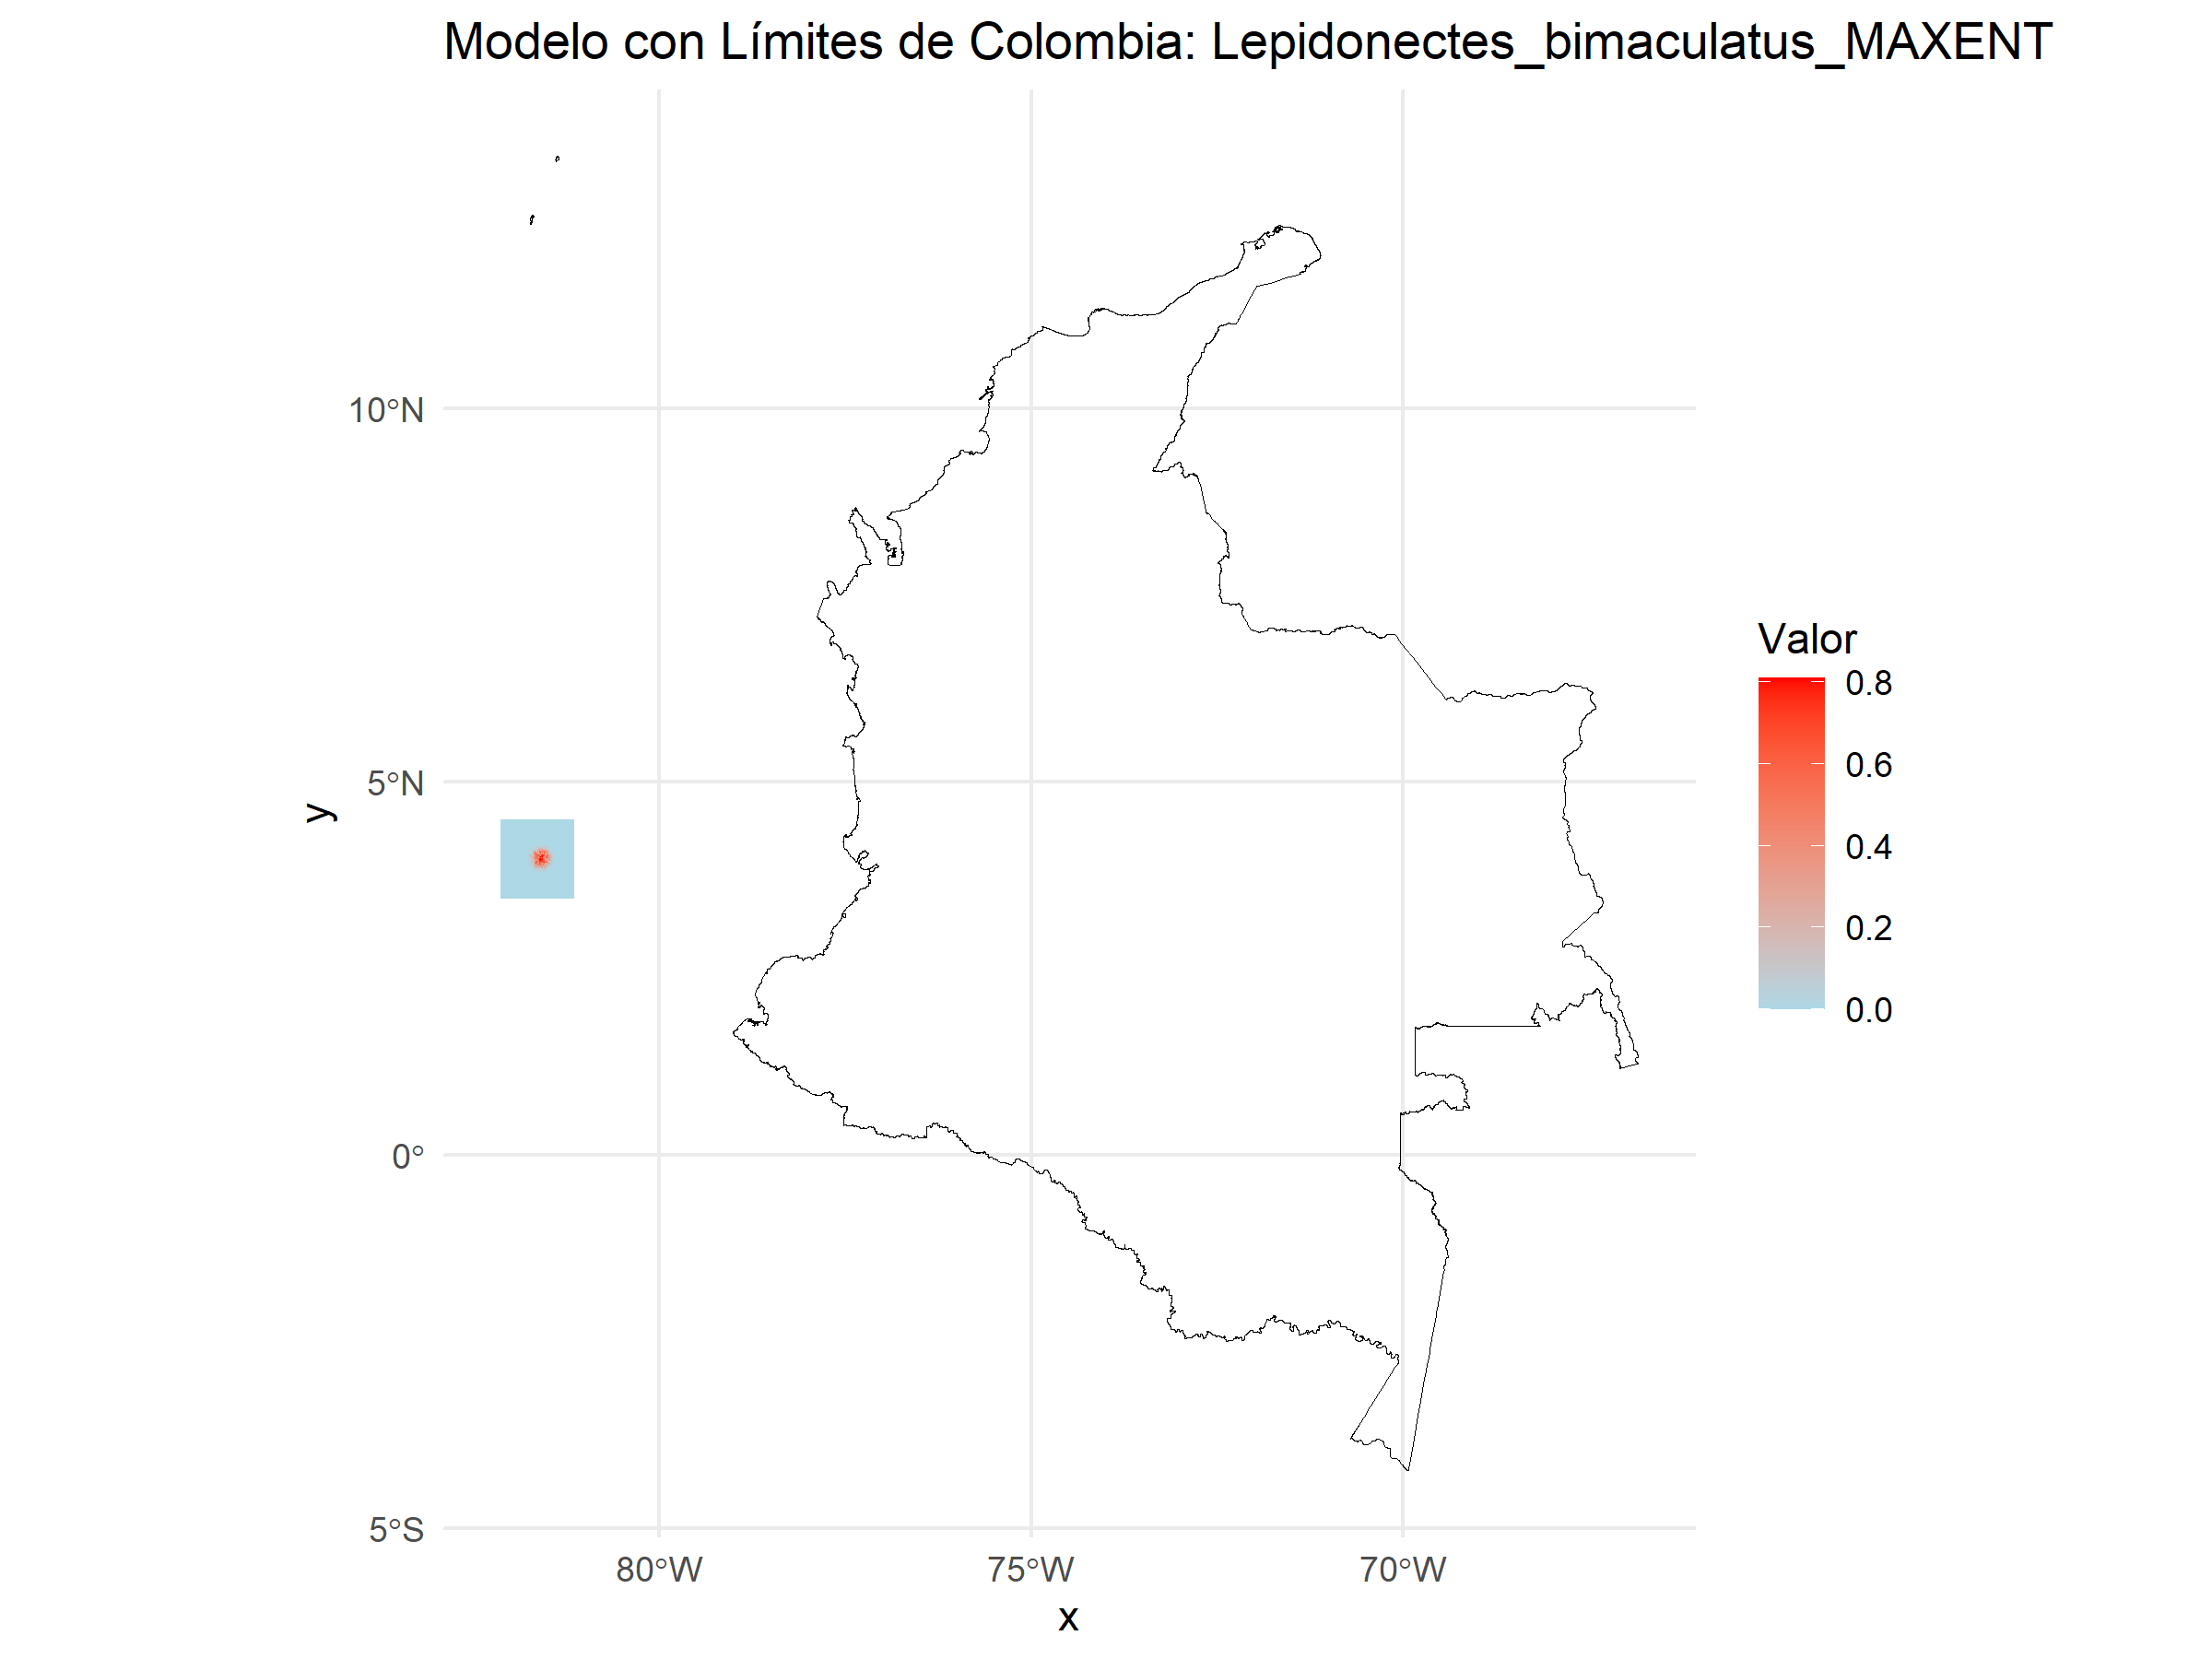 Modelo con Límites de Colombia: Lepidonectes_bimaculatus_MAXENT
10°N
5°N
0°
5°S
y
80°W
75°W
70°W
x
Valor
0.8
0.6
0.4
0.2
0.0